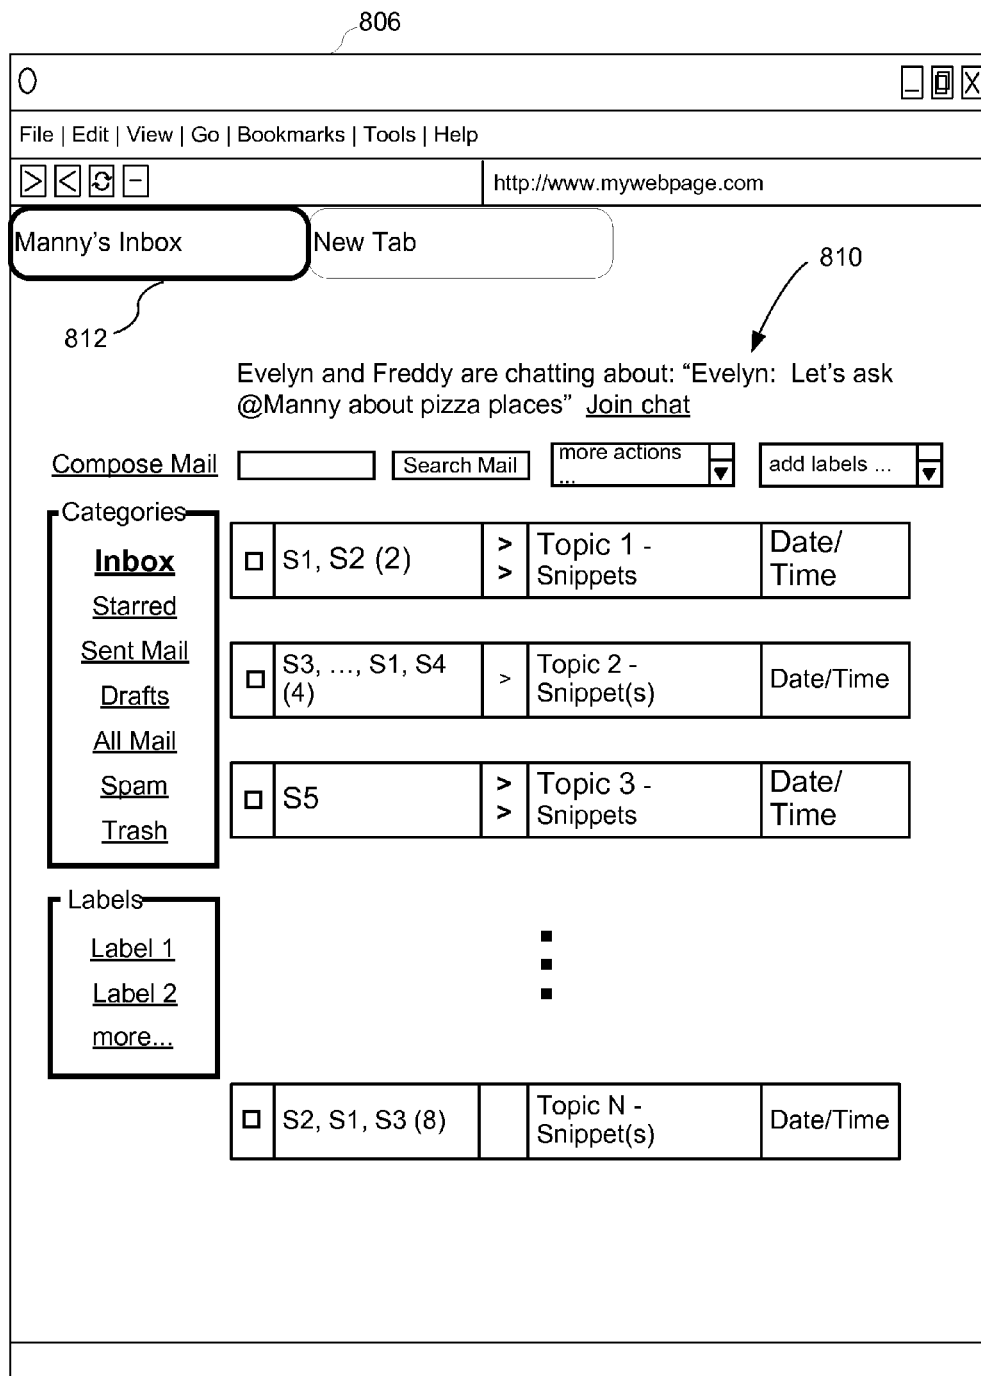 806
File | Edit | View | Go | Bookmarks | Tools | Help
http://www.mywebpage.com
Manny's Inbox
New Tab
810
812
Evelyn and Freddy are chatting about: “Evelyn:  Let's ask
@Manny about pizza places”  Join chat
Compose Mail
Search Mail
more actions
...
add labels ...
Categories
Inbox
Starred
Sent Mail
Drafts
All Mail
Spam
Trash
S1, S2 (2)
>
>
Topic 1 -
Snippets
Date/
Time
S3, …, S1, S4
(4)
>
Topic 2 -
Snippet(s)
Date/Time
S5
>
>
Topic 3 -
Snippets
Date/
Time
Labels
Label 1
Label 2
more...
S2, S1, S3 (8)
Topic N -
Snippet(s)
Date/Time